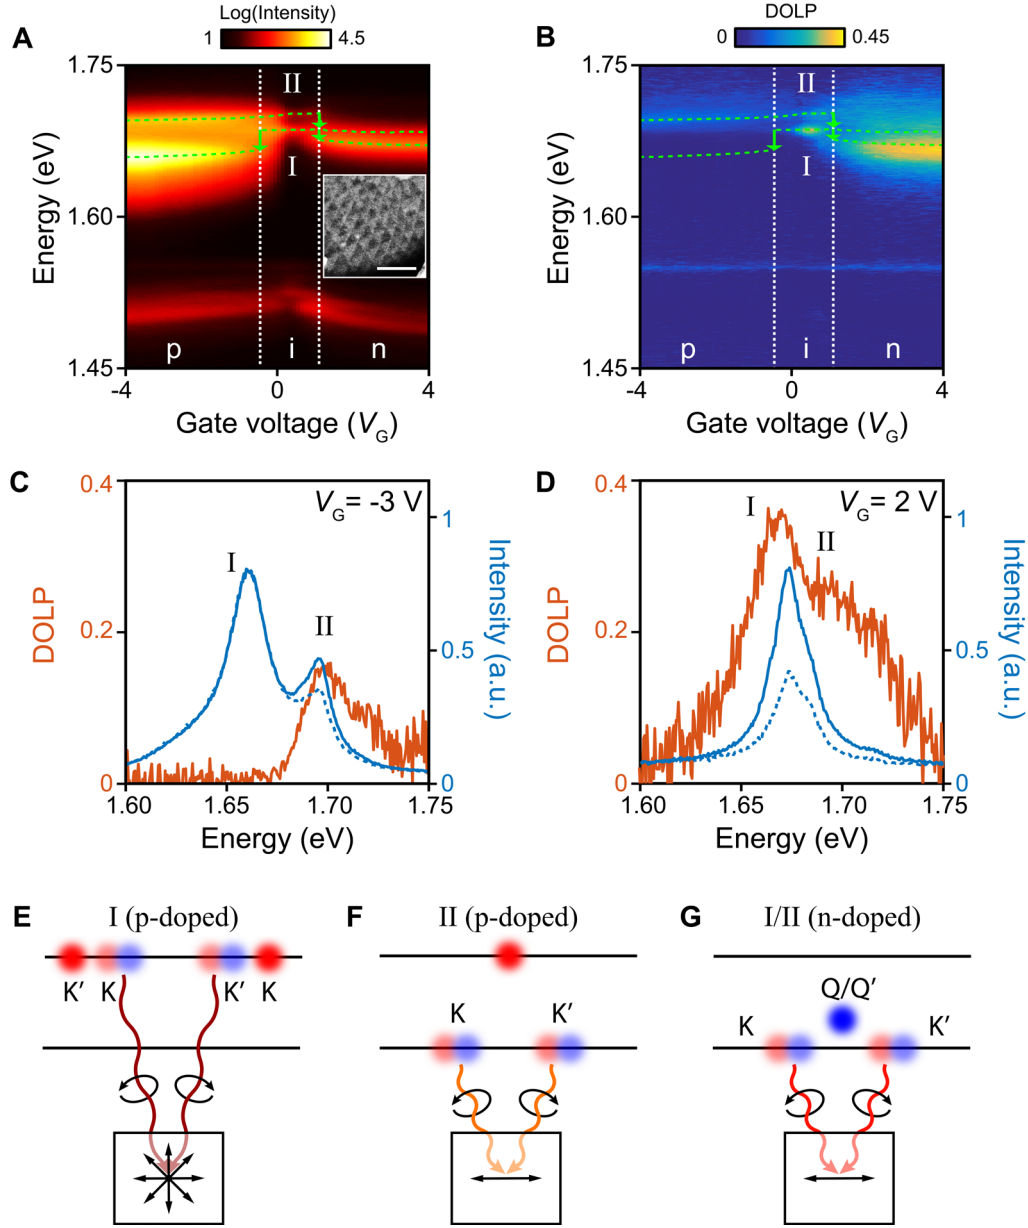 A
Log(Intensity)
1
4.5
1.75
1.60
1.45
Energy (eV)
II
I
p
i
n
-4
0
4
Gate voltage (VG)
B
DOLP
0
0.45
1.75
1.60
1.45
Energy (eV)
II
I
p
i
n
-4
0
4
Gate voltage (VG)
C
VG= -3 V
0.4
0.2
0
DOLP
I
II
1
0.5
0
Intensity (a.u.)
1.60
1.65
1.70
1.75
Energy (eV)
D
VG= 2 V
0.4
0.2
0
DOLP
I
II
1
0.5
0
Intensity (a.u.)
1.60
1.65
1.70
1.75
Energy (eV)
E
I (p-doped)
K′ K K′ K
F
II (p-doped)
K K′
G
I/II (n-doped)
Q/Q′
K K′